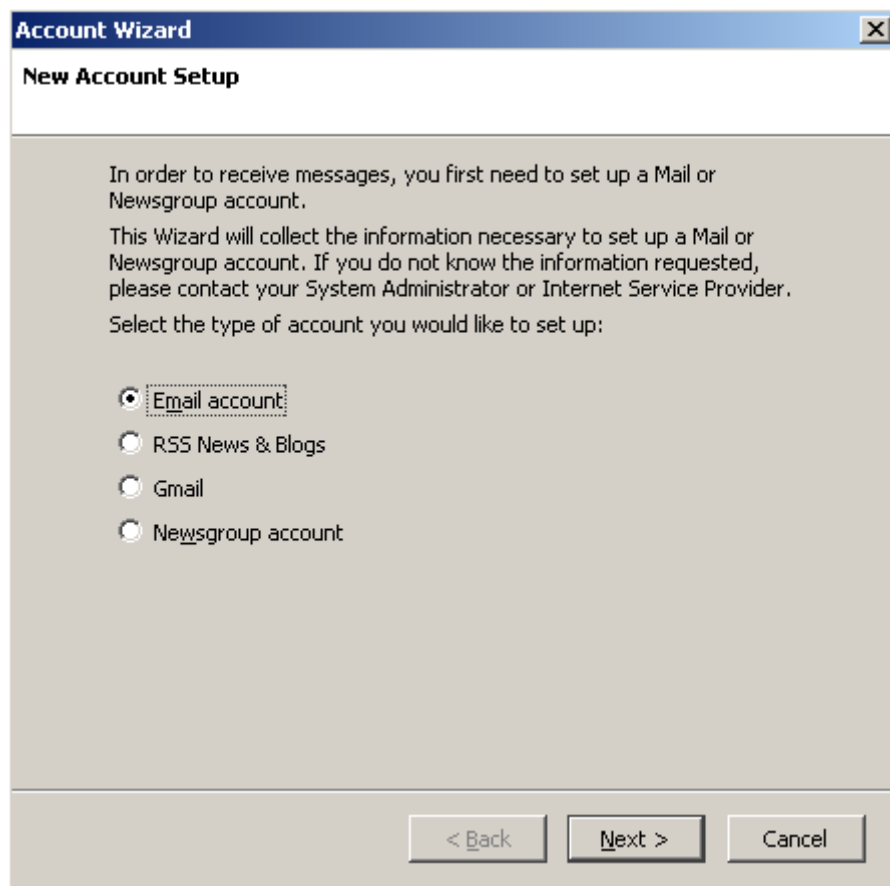 Account Wizard
New Account Setup
In order to receive messages, you first need to set up a Mail or
Newsgroup account.
This Wizard will collect the information necessary to set up a Mail or
Newsgroup account. If you do not know the information requested,
please contact your System Administrator or Internet Service Provider.
Select the type of account you would like to set up:
Email account
RSS News & Blogs
Gmail
Newsgroup account
< Back Next > Cancel